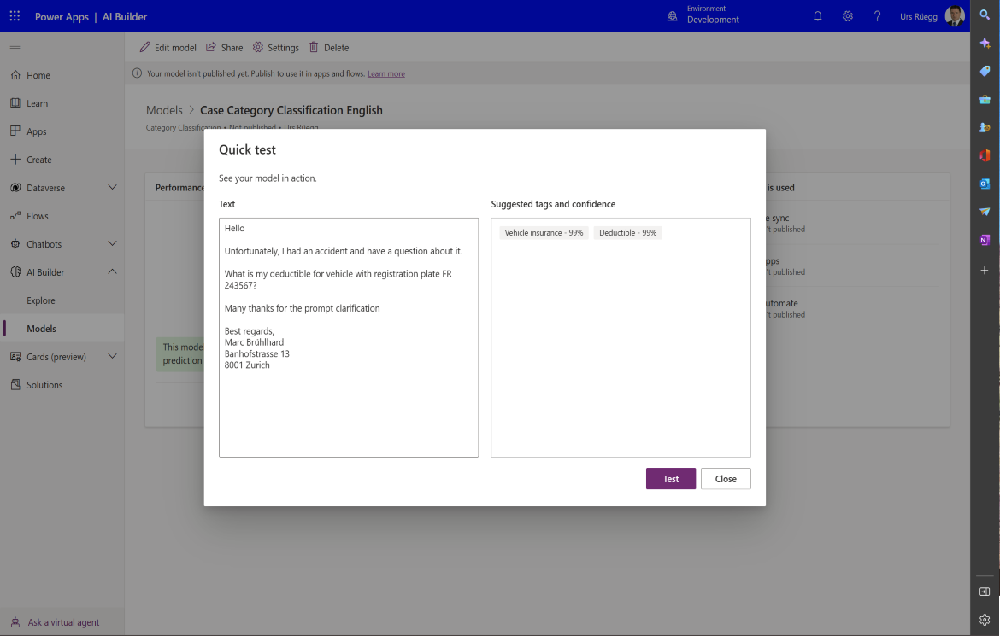 Power Apps | AI Builder
Environment
Development
Urs Rüegg
Edit model Share Settings Delete
Your model isn't published yet. Publish to use it in apps and flows. Learn more
Home
Learn
Apps
Create
Dataverse
Flows
Chatbots
AI Builder
Explore
Models
Cards (preview)
Solutions
Ask a virtual agent
Models > Case Category Classification English
Category Classification • Not published • Urs Rüegg
Performance
This mode
prediction
Quick test
See your model in action.
Text
Hello
Unfortunately, I had an accident and have a question about it.
What is my deductible for vehicle with registration plate FR
243567?
Many thanks for the prompt clarification
Best regards,
Marc Brühlhard
Banhofstrasse 13
8001 Zurich
Suggested tags and confidence
Vehicle insurance - 99% Deductible - 99%
Test Close
is used
e sync
't published
pps
't published
utomate
't published